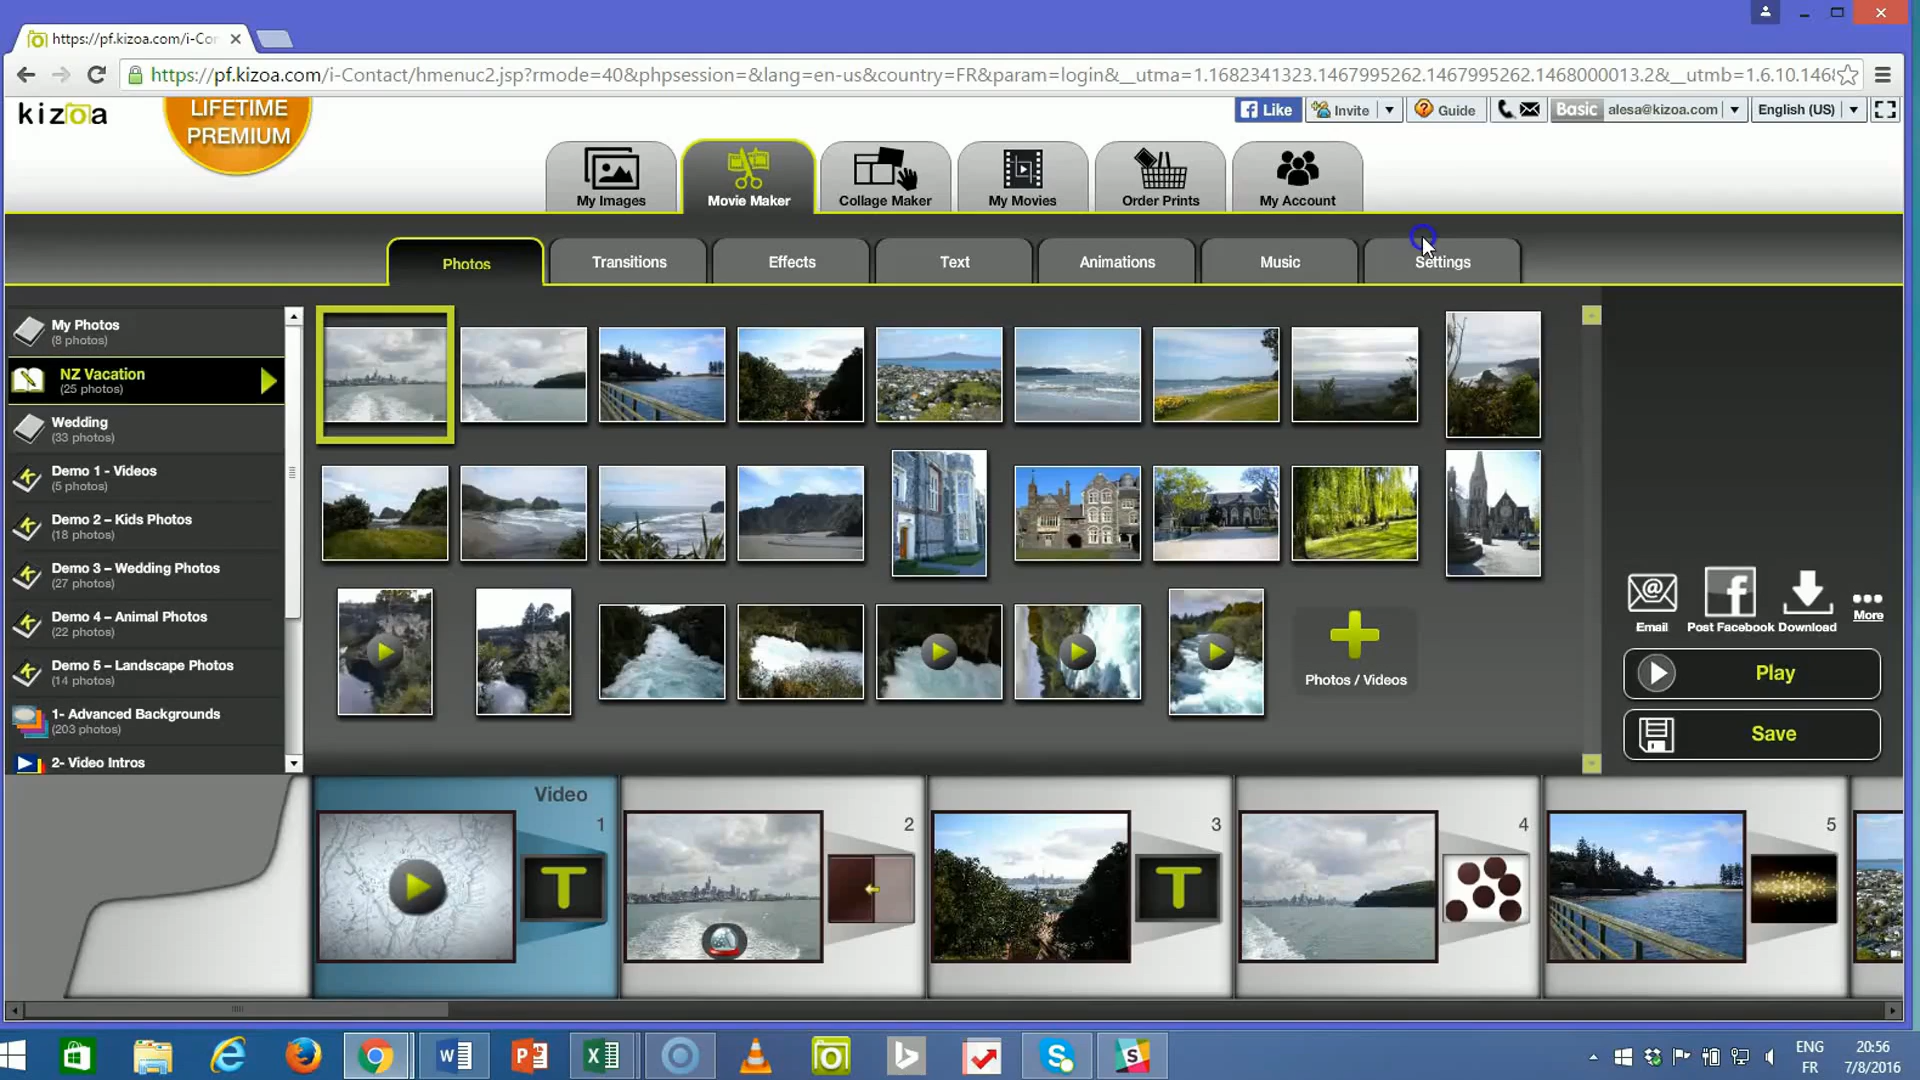 https://pf.kizoa.com/i-Cor
https://pf.kizoa.com/i-Contact/hmenuc2.jsp?rmode=40&phpsession=&lang=en-us&country=FR&param=login&__utma=1.1682341323.1467995262.1467995262.1468000013.2&__utmb=1.6.10.1468
kizoa
LIFETIME
PREMIUM
Like
Invite
Guide
Basic alesa@kizoa.com
English (US)
My Images
Movie Maker
Collage Maker
My Movies
Order Prints
My Account
Photos
Transitions
Effects
Text
Animations
Music
Settings
My Photos
(8 photos)
NZ Vacation
(25 photos)
Wedding
(33 photos)
Demo 1 - Videos
(5 photos)
Demo 2 – Kids Photos
(18 photos)
Demo 3 – Wedding Photos
(27 photos)
Demo 4 – Animal Photos
(22 photos)
Demo 5 – Landscape Photos
(14 photos)
1- Advanced Backgrounds
(203 photos)
2- Video Intros
Photos / Videos
Email
Post Facebook
Download
More
Play
Save
Video
1
T
2
3
T
4
5
ENG
FR
20:56
7/8/2016